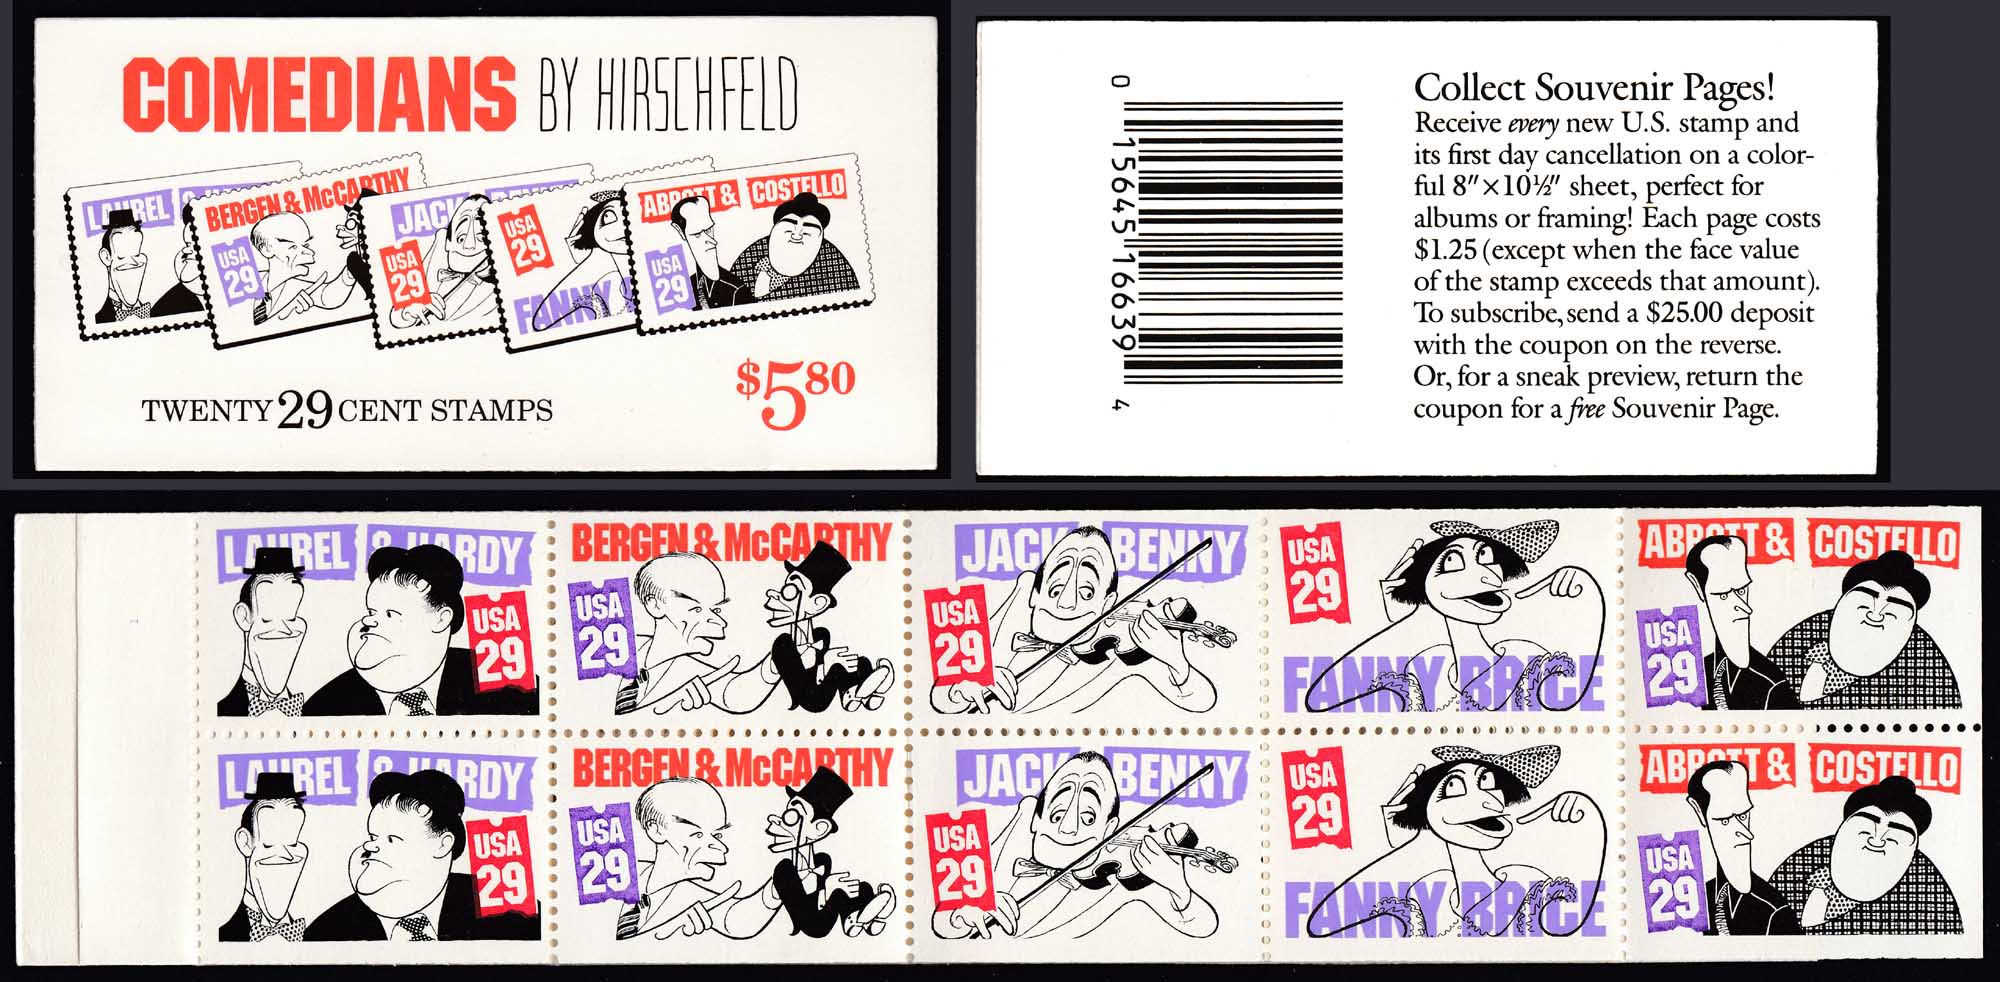 COMEDIANS BY HIRSCHFELD
LAUREL & HARDY
BERGEN & McCARTHY
USA
29
JACK BENNY
USA
29
USA
29
FANNY
ABBOTT & COSTELLO
USA
29
$5.80
TWENTY 29 CENT STAMPS
0 15645 16639 4
Collect Souvenir Pages!
Receive every new U.S. stamp and
its first day cancellation on a color-
ful 8"×10½" sheet, perfect for
albums or framing! Each page costs
$1.25 (except when the face value
of the stamp exceeds that amount).
To subscribe, send a $25.00 deposit
with the coupon on the reverse.
Or, for a sneak preview, return the
coupon for a free Souvenir Page.
LAUREL & HARDY
USA
29
BERGEN & McCARTHY
USA
29
JACK BENNY
USA
29
USA
29
FANNY BRICE
ABBOTT & COSTELLO
USA
29
LAUREL & HARDY
USA
29
BERGEN & McCARTHY
USA
29
JACK BENNY
USA
29
USA
29
FANNY BRICE
ABBOTT & COSTELLO
USA
29